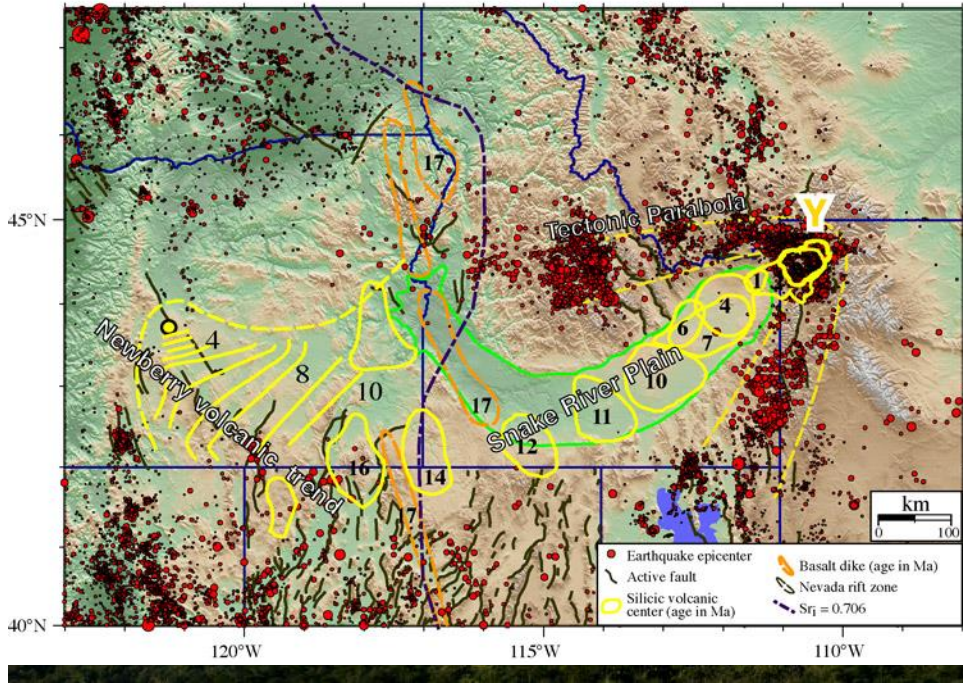 45°N
40°N
120°W
115°W
110°W
Tectonic Parabola
Y
Snake River Plain
Newberry volcanic trend
17
4
8
10
16
14
17
17
12
11
10
7
6
4
1
km
0 100
Earthquake epicenter
Active fault
Silicic volcanic
center (age in Ma)
Basalt dike (age in Ma)
Nevada rift zone
Sri = 0.706